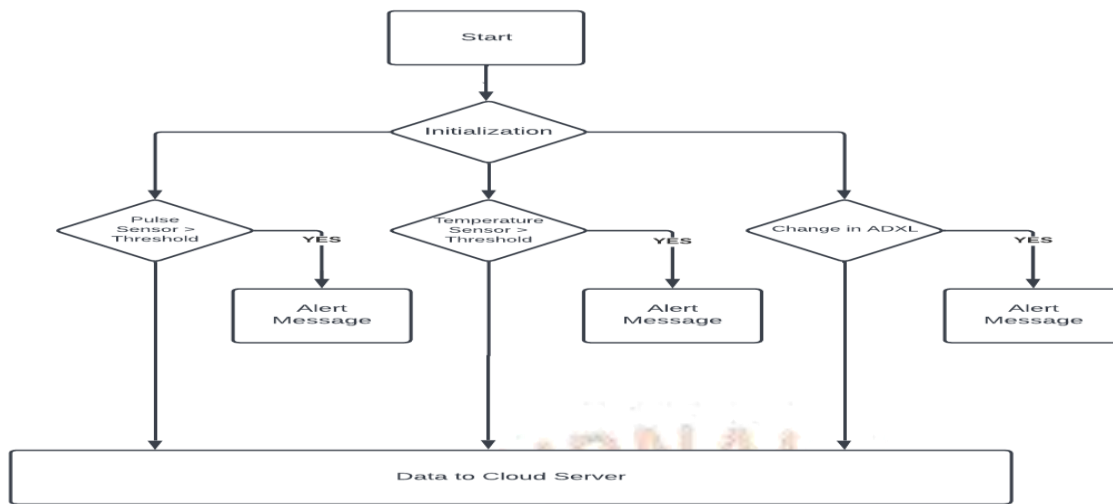 Start
Initialization
Pulse
Sensor >
Threshold
YES
Temperature
Sensor >
Threshold
YES
Change in ADXL
YES
Alert
Message
Alert
Message
Alert
Message
Data to Cloud Server